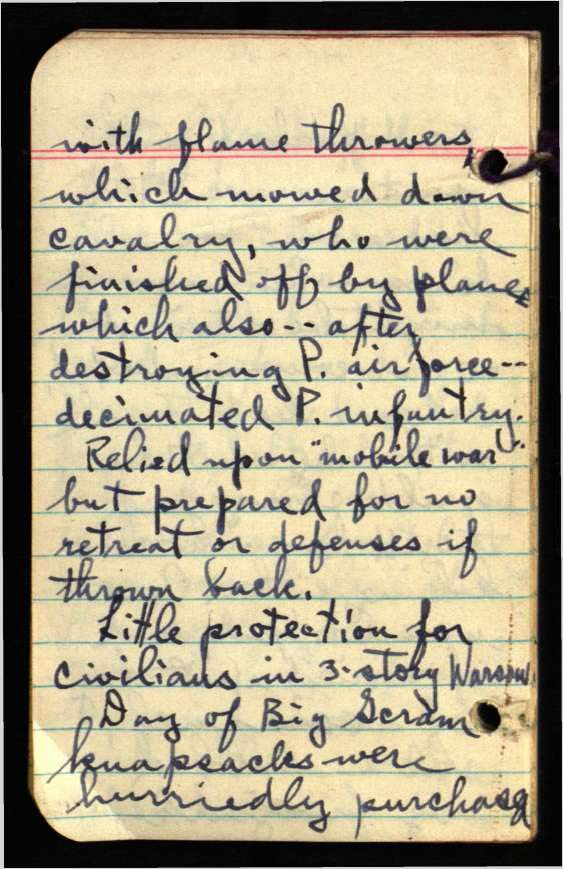 with flame throwers,
which mowed down
cavalry, who were
finished off by planes
which also -- after
destroying P. airforce --
decimated P. infantry.
Relied upon "mobile war"
but prepared for no
retreat or defenses if
thrown back.
Little protection for
civilians in 3-story Warsaw.
Day of Big Scram
knapsacks were
hurriedly purchased